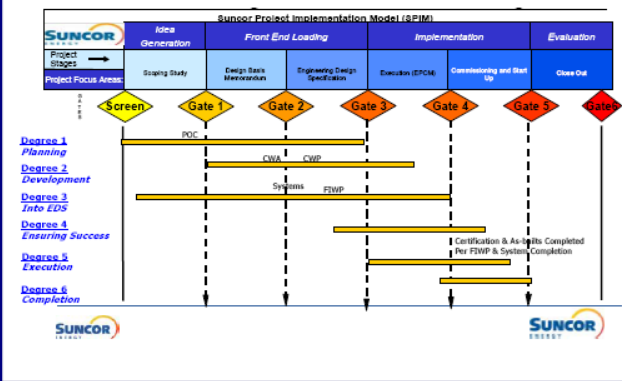 Suncor Project Implementation Model (SPIM)
SUNCOR
ENERGY
Idea Generation
Front End Loading
Implementation
Evaluation
Project Stages
Project Focus Areas:
Scoping Study
Design Basis Memorandum
Engineering Design Specification
Execution (EPCM)
Commissioning and Start Up
Close Out
GATES
Screen
Gate 1
Gate 2
Gate 3
Gate 4
Gate 5
Gate6
Degree 1
Planning
POC
Degree 2
Development
CWA CWP
Degree 3
Into EDS
Systems
FIWP
Degree 4
Ensuring Success
Certification & As-builts Completed
Per FIWP & System Completion
Degree 5
Execution
Degree 6
Completion
SUNCOR
ENERGY
SUNCOR
ENERGY